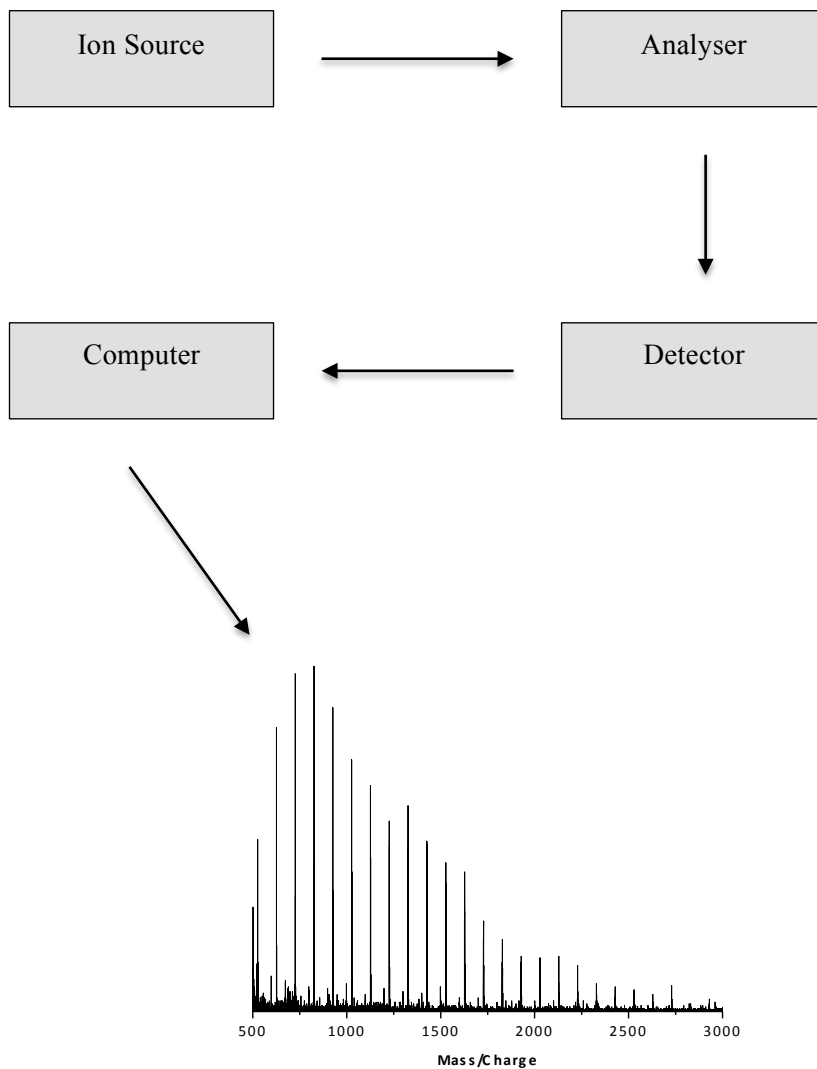 Ion Source
Analyser
Computer
Detector
500 1000 1500 2000 2500 3000
Mass/Charge